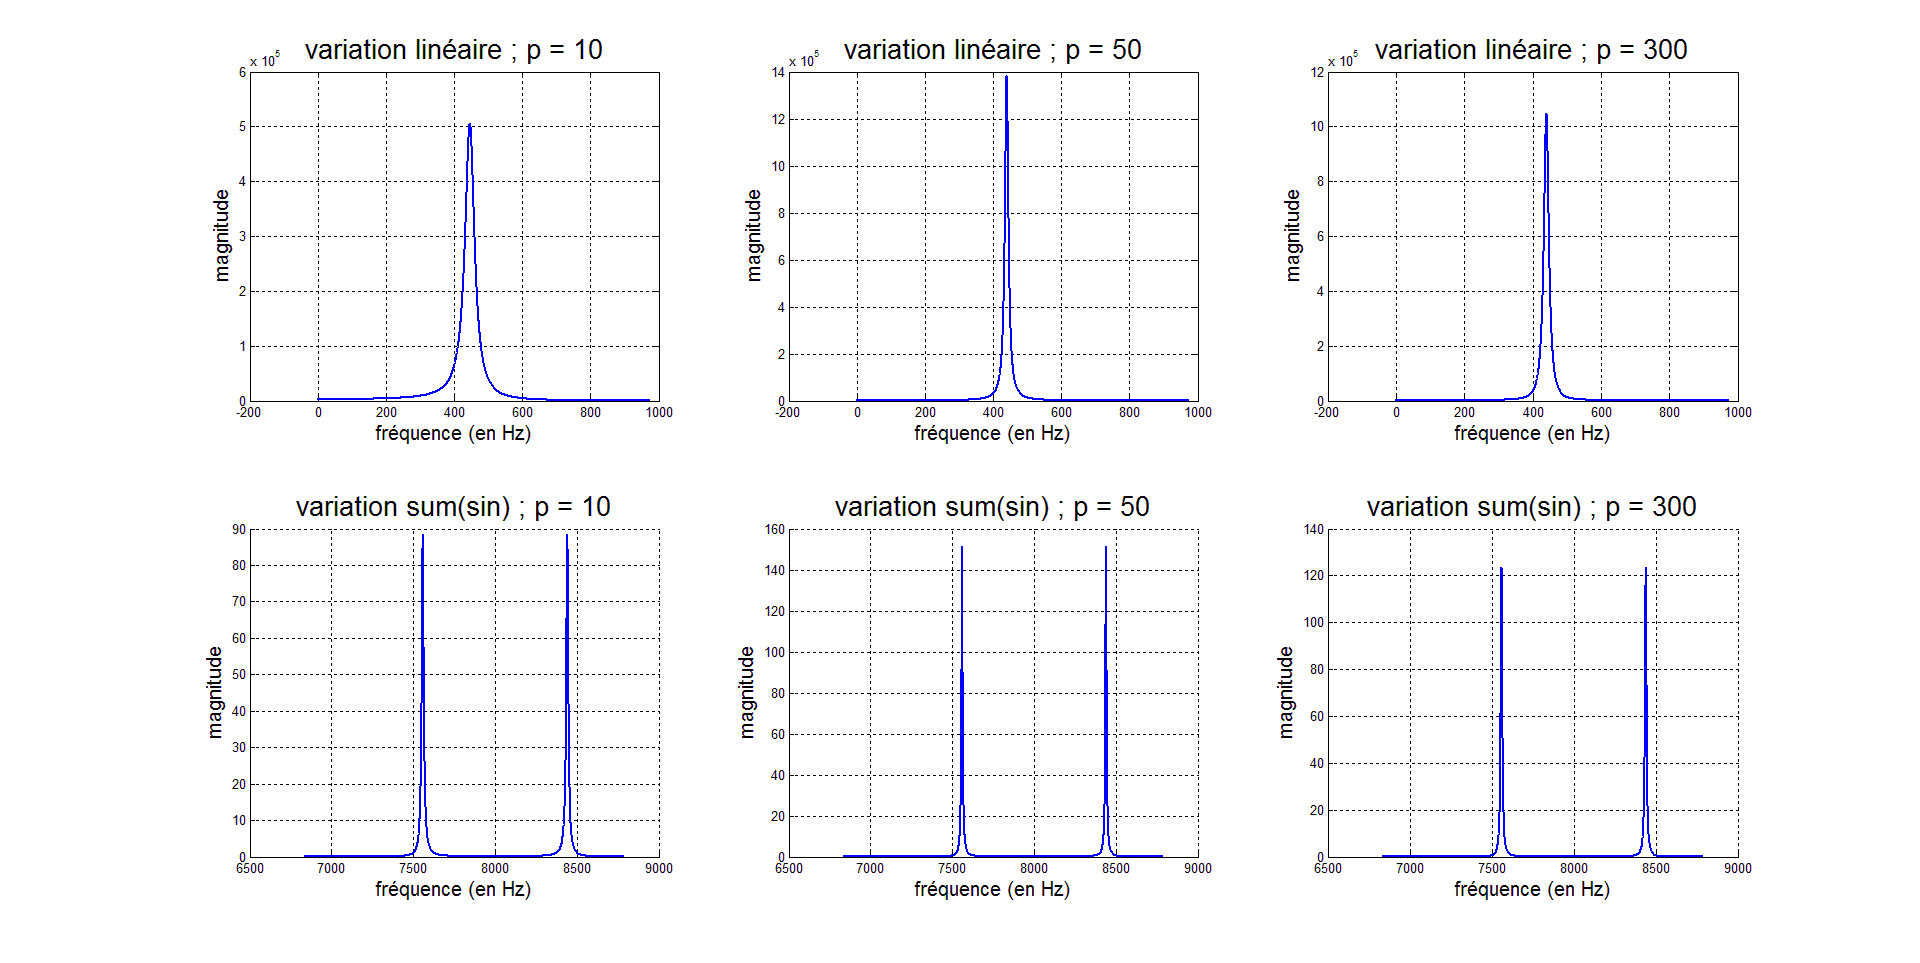 variation linéaire ; p = 10
x 10^5
6
5
4
3
2
1
0
-200 0 200 400 600 800 1000
magnitude
fréquence (en Hz)
variation linéaire ; p = 50
x 10^5
14
12
10
8
6
4
2
0
-200 0 200 400 600 800 1000
magnitude
fréquence (en Hz)
variation linéaire ; p = 300
x 10^5
12
10
8
6
4
2
0
-200 0 200 400 600 800 1000
magnitude
fréquence (en Hz)
variation sum(sin) ; p = 10
90
80
70
60
50
40
30
20
10
0
6500 7000 7500 8000 8500 9000
magnitude
fréquence (en Hz)
variation sum(sin) ; p = 50
160
140
120
100
80
60
40
20
0
6500 7000 7500 8000 8500 9000
magnitude
fréquence (en Hz)
variation sum(sin) ; p = 300
140
120
100
80
60
40
20
0
6500 7000 7500 8000 8500 9000
magnitude
fréquence (en Hz)